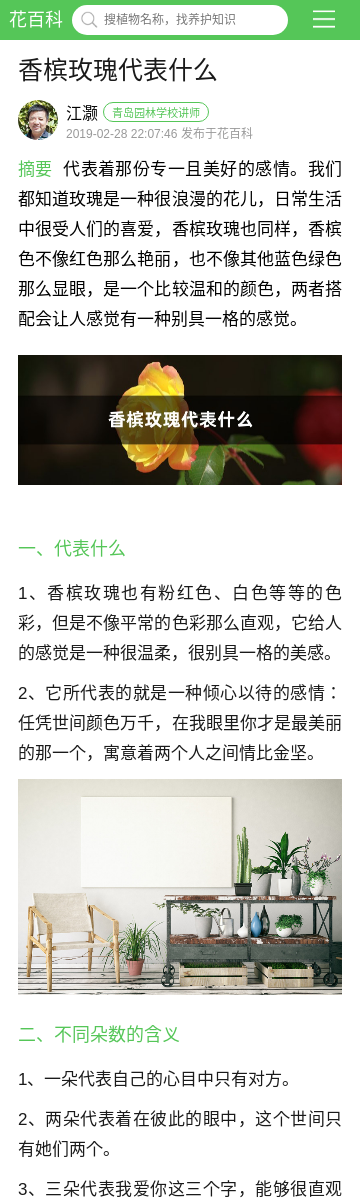 花百科
搜植物名称，找养护知识
香槟玫瑰代表什么
江灏 青岛园林学校讲师
2019-02-28 22:07:46 发布于花百科
摘要 代表着那份专一且美好的感情。我们
都知道玫瑰是一种很浪漫的花儿，日常生活
中很受人们的喜爱，香槟玫瑰也同样，香槟
色不像红色那么艳丽，也不像其他蓝色绿色
那么显眼，是一个比较温和的颜色，两者搭
配会让人感觉有一种别具一格的感觉。
香槟玫瑰代表什么
一、代表什么
1、香槟玫瑰也有粉红色、白色等等的色
彩，但是不像平常的色彩那么直观，它给人
的感觉是一种很温柔，很别具一格的美感。
2、它所代表的就是一种倾心以待的感情：
任凭世间颜色万千，在我眼里你才是最美丽
的那一个，寓意着两个人之间情比金坚。
二、不同朵数的含义
1、一朵代表自己的心目中只有对方。
2、两朵代表着在彼此的眼中，这个世间只
有她们两个。
3、三朵代表我爱你这三个字，能够很直观